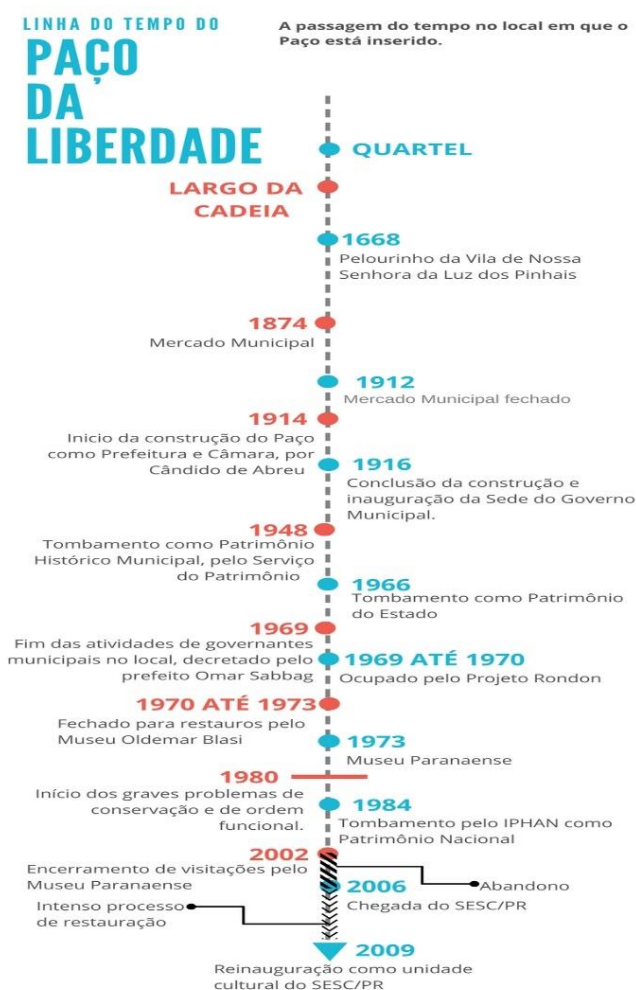 LINHA DO TEMPO DO
PAÇO
DA
LIBERDADE
A passagem do tempo no local em que o
Paço está inserido.
QUARTEL
LARGO DA
CADEIA
1668
Pelourinho da Vila de Nossa
Senhora da Luz dos Pinhais
1874
Mercado Municipal
1912
Mercado Municipal fechado
1914
Inicio da construção do Paço
como Prefeitura e Câmara, por
Cândido de Abreu
1916
Conclusão da construção e
inauguração da Sede do Governo
Municipal.
1948
Tombamento como Patrimônio
Histórico Municipal, pelo Serviço
do Patrimônio
1966
Tombamento como Patrimônio
do Estado
1969
Fim das atividades de governantes
municipais no local, decretado pelo
prefeito Omar Sabbag
1969 ATÉ 1970
Ocupado pelo Projeto Rondon
1970 ATÉ 1973
Fechado para restauros pelo
Museu Oldemar Blasi
1973
Museu Paranaense
1980
Início dos graves problemas de
conservação e de ordem
funcional.
1984
Tombamento pelo IPHAN como
Patrimônio Nacional
2002
Encerramento de visitações pelo
Museu Paranaense
Abandono
2006
Chegada do SESC/PR
Intenso processo
de restauração
2009
Reinauguração como unidade
cultural do SESC/PR